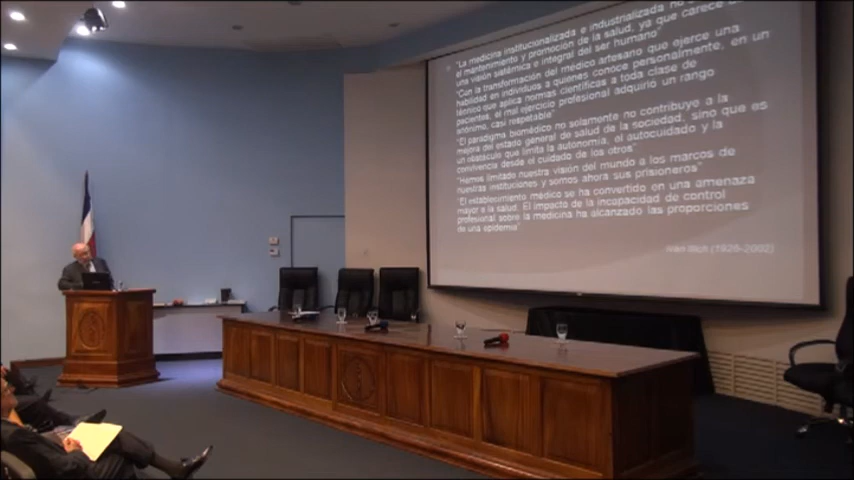 "La medicina institucionalizada e industrializada no
el mantenimiento y promoción de la salud, ya que carece
una visión sistémica e integral del ser humano"
"Con la transformación del médico artesano que ejerce una
habilidad en individuos a quienes conoce personalmente, en un
técnico que aplica normas científicas a toda clase de
pacientes, el mal ejercicio profesional adquirió un rango
anónimo, casi respetable"
"El paradigma biomédico no solamente no contribuye a la
mejora del estado general de salud de la sociedad, sino que es
un obstáculo que limita la autonomía, el autocuidado y la
convivencia desde el cuidado de los otros"
"Hemos limitado nuestra visión del mundo a los marcos de
nuestras instituciones y somos ahora sus prisioneros"
"El establecimiento médico se ha convertido en una amenaza
mayor a la salud. El impacto de la incapacidad de control
profesional sobre la medicina ha alcanzado las proporciones
de una epidemia"
Iván Illich (1926-2002)